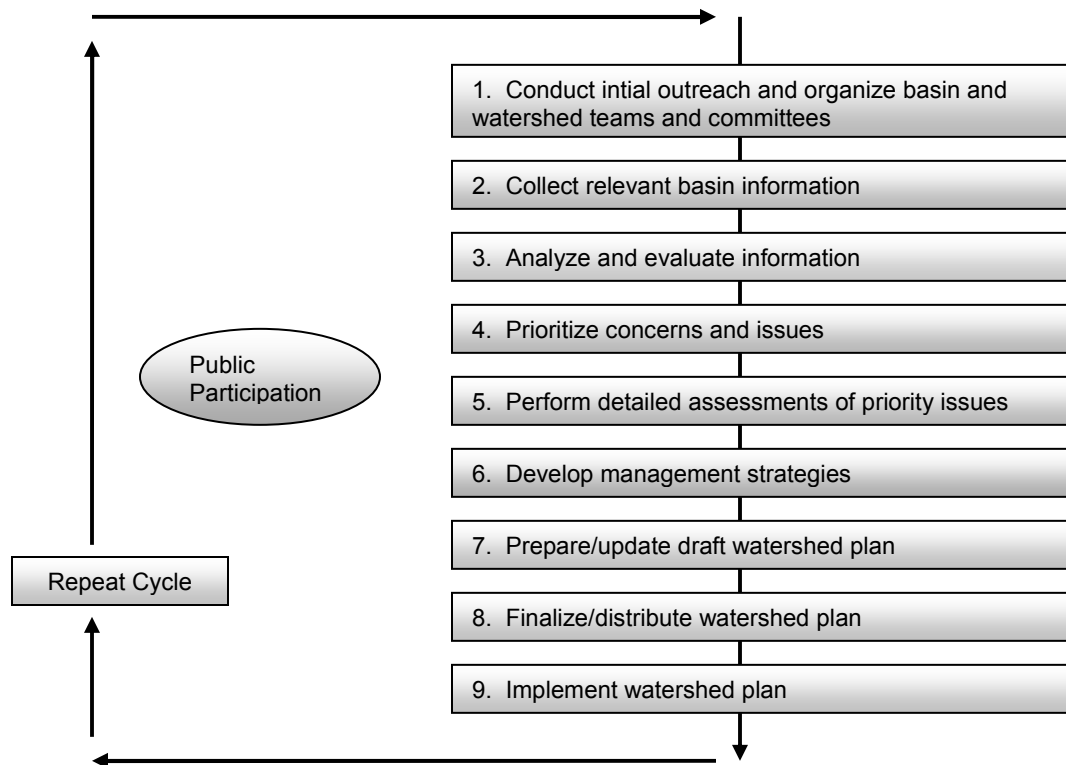 1. Conduct intial outreach and organize basin and
watershed teams and committees
2. Collect relevant basin information
3. Analyze and evaluate information
4. Prioritize concerns and issues
Public
Participation
5. Perform detailed assessments of priority issues
6. Develop management strategies
7. Prepare/update draft watershed plan
Repeat Cycle
8. Finalize/distribute watershed plan
9. Implement watershed plan